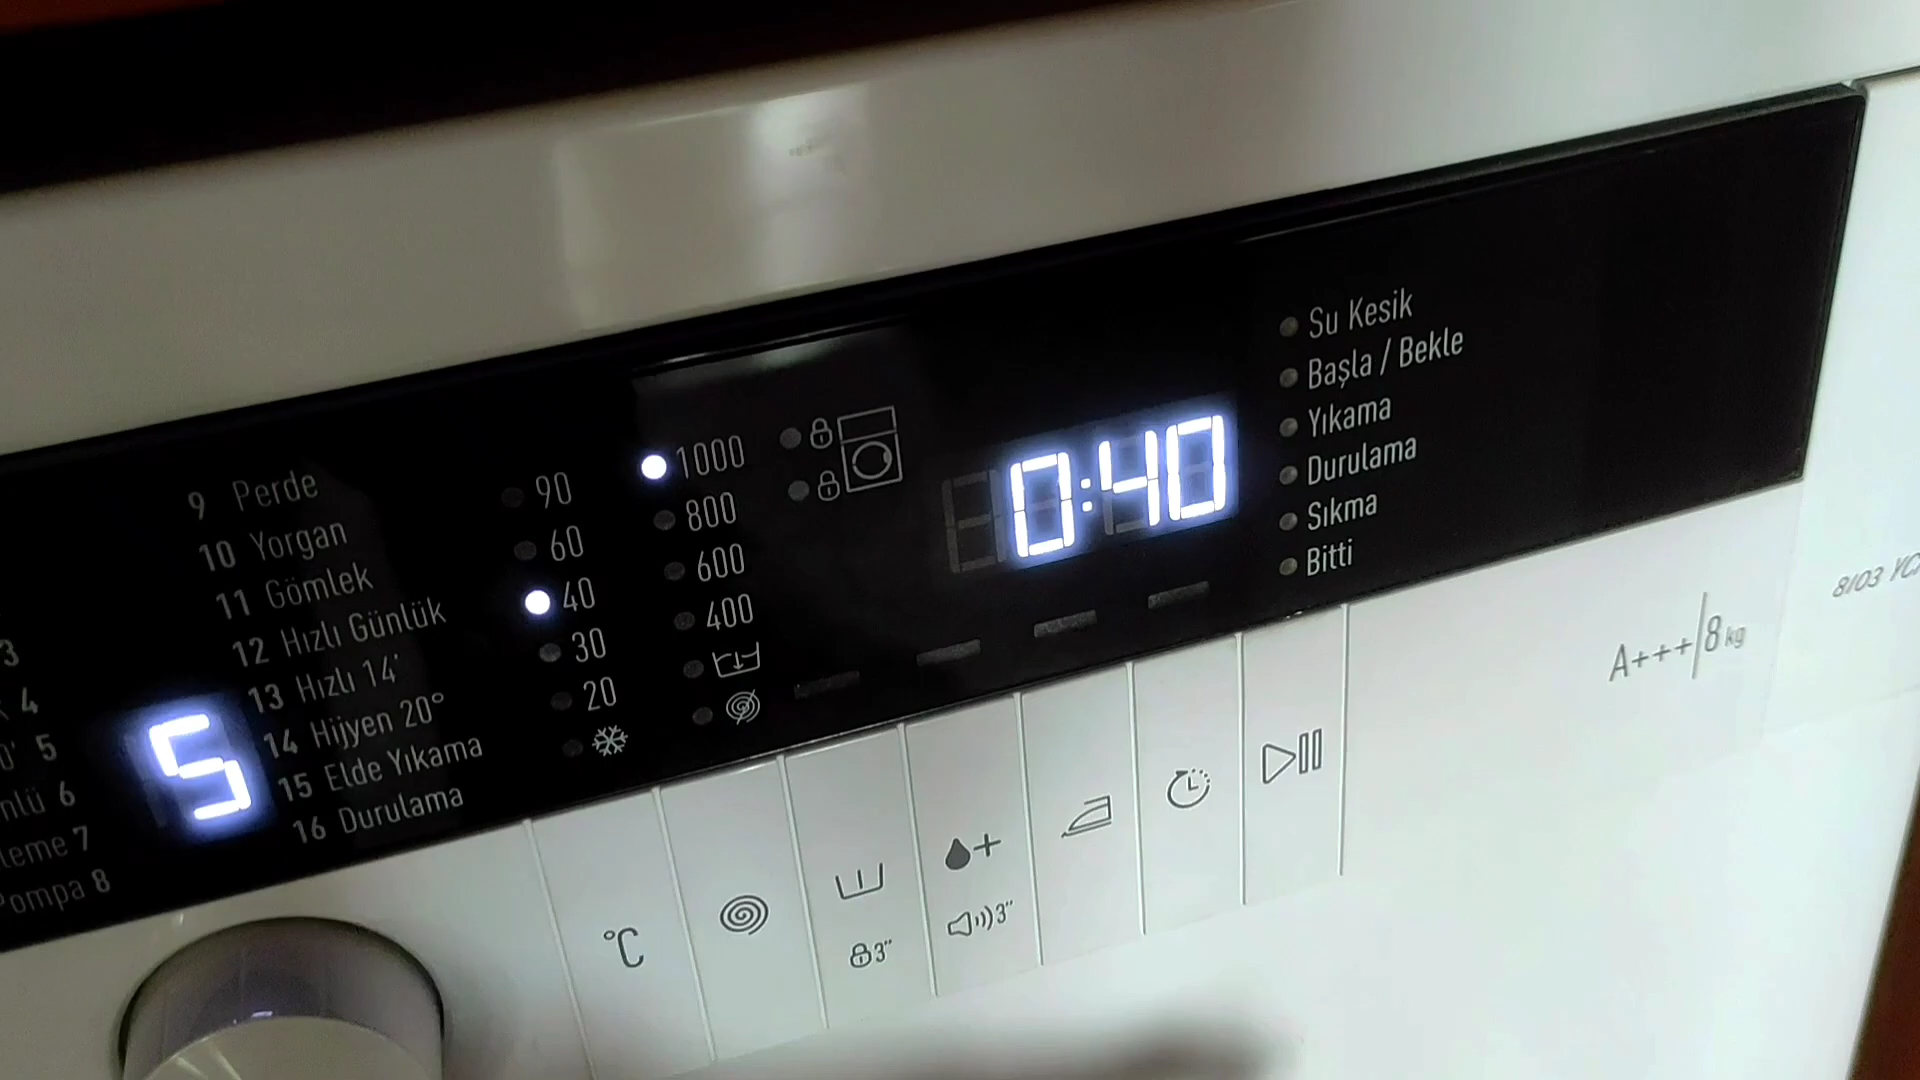 3
4
5
6
7
Pompa 8
5
9 Perde
10 Yorgan
11 Gömlek
12 Hızlı Günlük
13 Hızlı 14'
14 Hijyen 20°
15 Elde Yıkama
16 Durulama
90
60
40
30
20
1000
800
600
400
0:40
Su Kesik
Başla / Bekle
Yıkama
Durulama
Sıkma
Bitti
°C
3"
+
3"
A+++/8 kg
8103